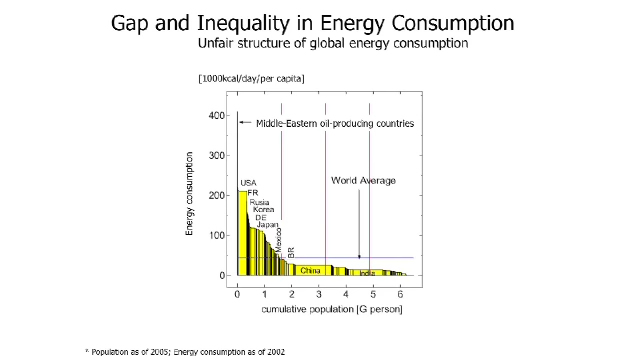 Gap and Inequality in Energy Consumption
Unfair structure of global energy consumption
[1000kcal/day/per capita]
400
Middle-Eastern oil-producing countries
300
World Average
USA
200
FR
Rusia
Korea
DE
Japan
Mexico
BR
100
China
India
0
0 1 2 3 4 5 6
Energy consumption
cumulative population [G person]
Population as of 2005; Energy consumption as of 2002